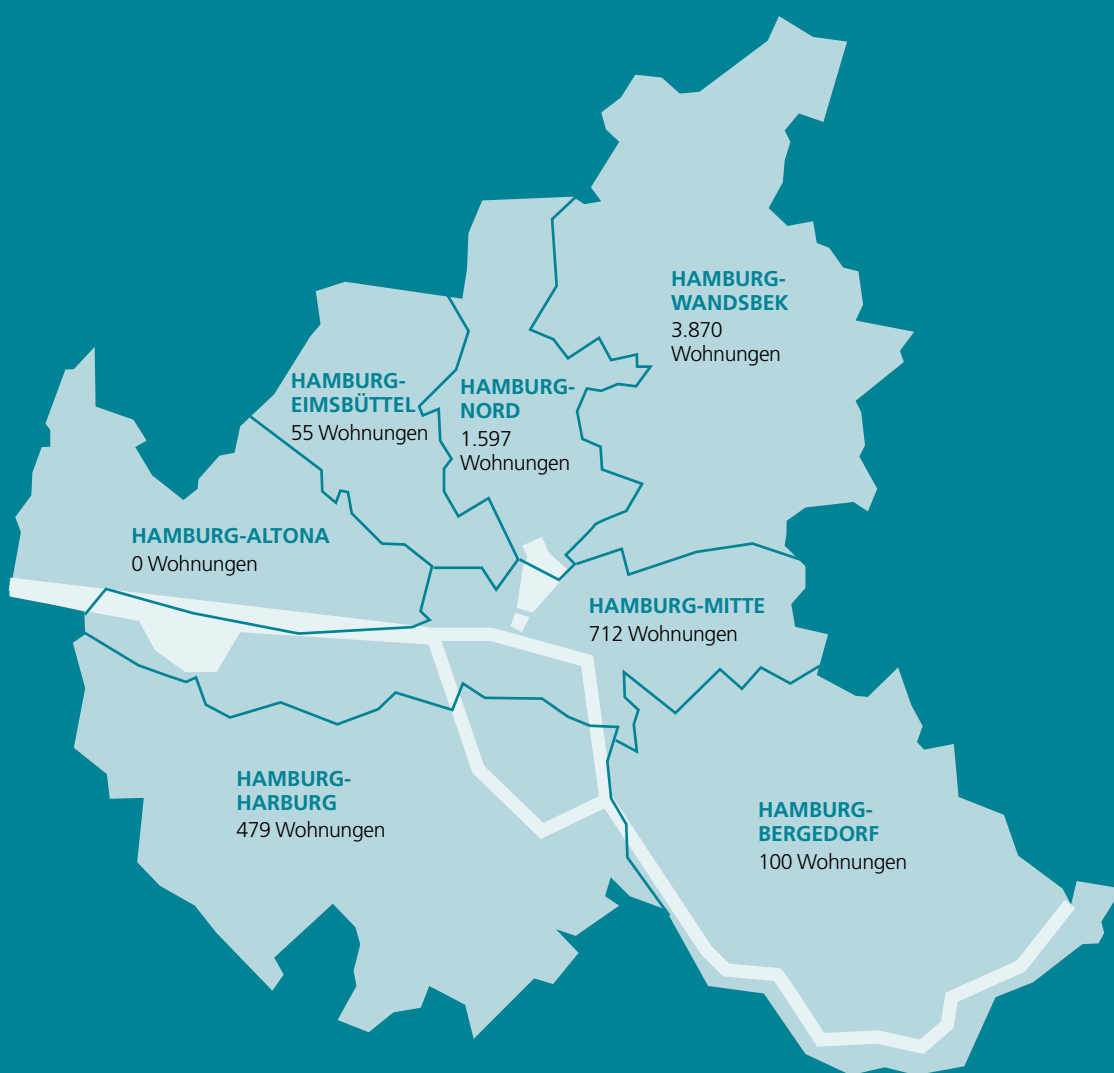 HAMBURG-
WANDSBEK
3.870
Wohnungen
HAMBURG-
EIMSBÜTTEL
55 Wohnungen
HAMBURG-
NORD
1.597
Wohnungen
HAMBURG-ALTONA
0 Wohnungen
HAMBURG-MITTE
712 Wohnungen
HAMBURG-
HARBURG
479 Wohnungen
HAMBURG-
BERGEDORF
100 Wohnungen